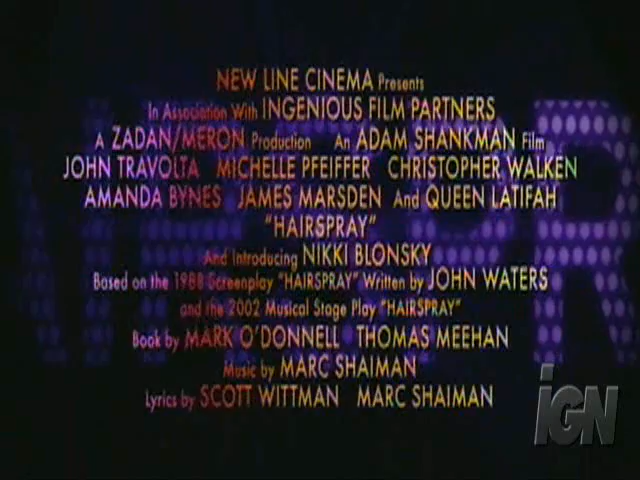 NEW LINE CINEMA Presents
In Association With INGENIOUS FILM PARTNERS
A ZADAN/MERON Production An ADAM SHANKMAN Film
JOHN TRAVOLTA MICHELLE PFEIFFER CHRISTOPHER WALKEN
AMANDA BYNES JAMES MARSDEN And QUEEN LATIFAH
"HAIRSPRAY"
And Introducing NIKKI BLONSKY
Based on the 1988 Screenplay "HAIRSPRAY" Written by JOHN WATERS
and the 2002 Musical Stage Play "HAIRSPRAY"
Book by MARK O'DONNELL THOMAS MEEHAN
Music by MARC SHAIMAN
Lyrics by SCOTT WITTMAN MARC SHAIMAN
iGN